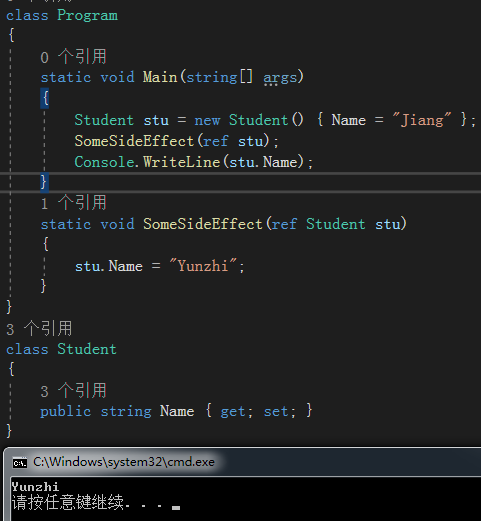 class Program
{
0 个引用
static void Main(string[] args)
{
Student stu = new Student() { Name = "Jiang" };
SomeSideEffect(ref stu);
Console.WriteLine(stu.Name);
}
1 个引用
static void SomeSideEffect(ref Student stu)
{
stu.Name = "Yunzhi";
}
}
3 个引用
class Student
{
3 个引用
public string Name { get; set; }
}
C:\Windows\system32\cmd.exe
Yunzhi
请按任意键继续. . .